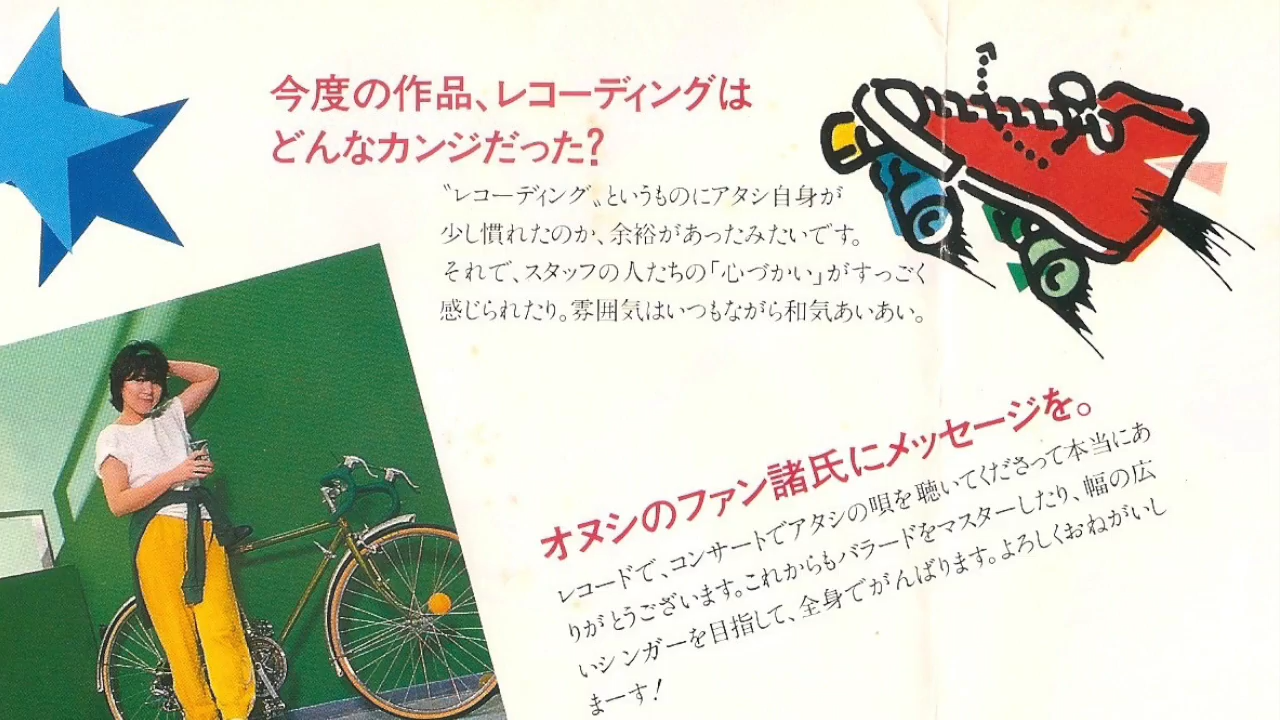 今度の作品、レコーディングは
どんなカンジだった?
〝レコーディング〟というものにアタシ自身が
少し慣れたのか、余裕があったみたいです。
それで、スタッフの人たちの「心づかい」がすっごく
感じられたり。雰囲気はいつもながら和気あいあい。
オヌシのファン諸氏にメッセージを。
レコードで、コンサートでアタシの唄を聴いてくださって本当にあ
りがとうございます。これからもバラードをマスターしたり、幅の広
いシンガーを目指して、全身でがんばります。よろしくおねがいし
まーす!